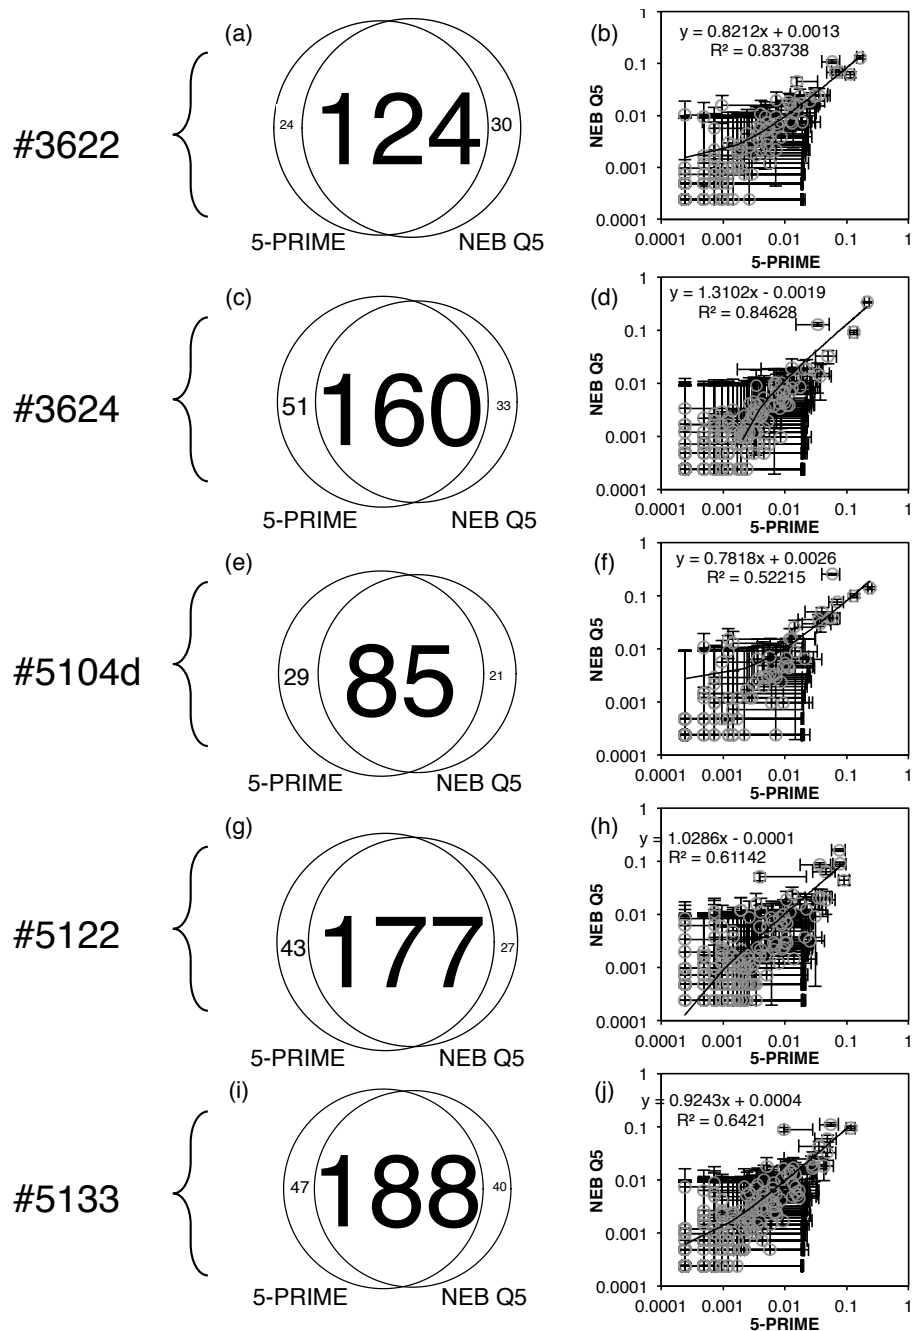 #3622
(a)
24
124
30
5-PRIME
NEB Q5
(b)
y = 0.8212x + 0.0013
R² = 0.83738
NEB Q5
1
0.1
0.01
0.001
0.0001
0.0001 0.001 0.01 0.1 1
5-PRIME
#3624
(c)
51
160
33
5-PRIME
NEB Q5
(d)
y = 1.3102x - 0.0019
R² = 0.84628
NEB Q5
1
0.1
0.01
0.001
0.0001
0.0001 0.001 0.01 0.1 1
5-PRIME
#5104d
(e)
29
85
21
5-PRIME
NEB Q5
(f)
y = 0.7818x + 0.0026
R² = 0.52215
NEB Q5
1
0.1
0.01
0.001
0.0001
0.0001 0.001 0.01 0.1 1
5-PRIME
#5122
(g)
43
177
27
5-PRIME
NEB Q5
(h)
y = 1.0286x - 0.0001
R² = 0.61142
NEB Q5
1
0.1
0.01
0.001
0.0001
0.0001 0.001 0.01 0.1 1
5-PRIME
#5133
(i)
47
188
40
5-PRIME
NEB Q5
(j)
y = 0.9243x + 0.0004
R² = 0.6421
NEB Q5
1
0.1
0.01
0.001
0.0001
0.0001 0.001 0.01 0.1 1
5-PRIME